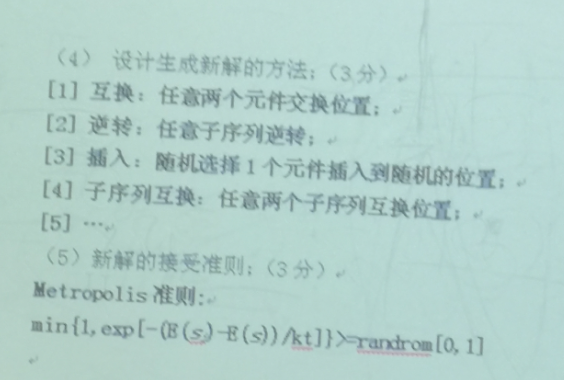 （4） 设计生成新解的方法；（3 分）
[1] 互换：任意两个元件交换位置；
[2] 逆转：任意子序列逆转；
[3] 插入：随机选择 1 个元件插入到随机的位置；
[4] 子序列互换：任意两个子序列互换位置；
[5] …
（5）新解的接受准则；（3 分）
Metropolis 准则:
min{1,exp[-(E(s)-E(s))/kt]}>=randrom[0,1]